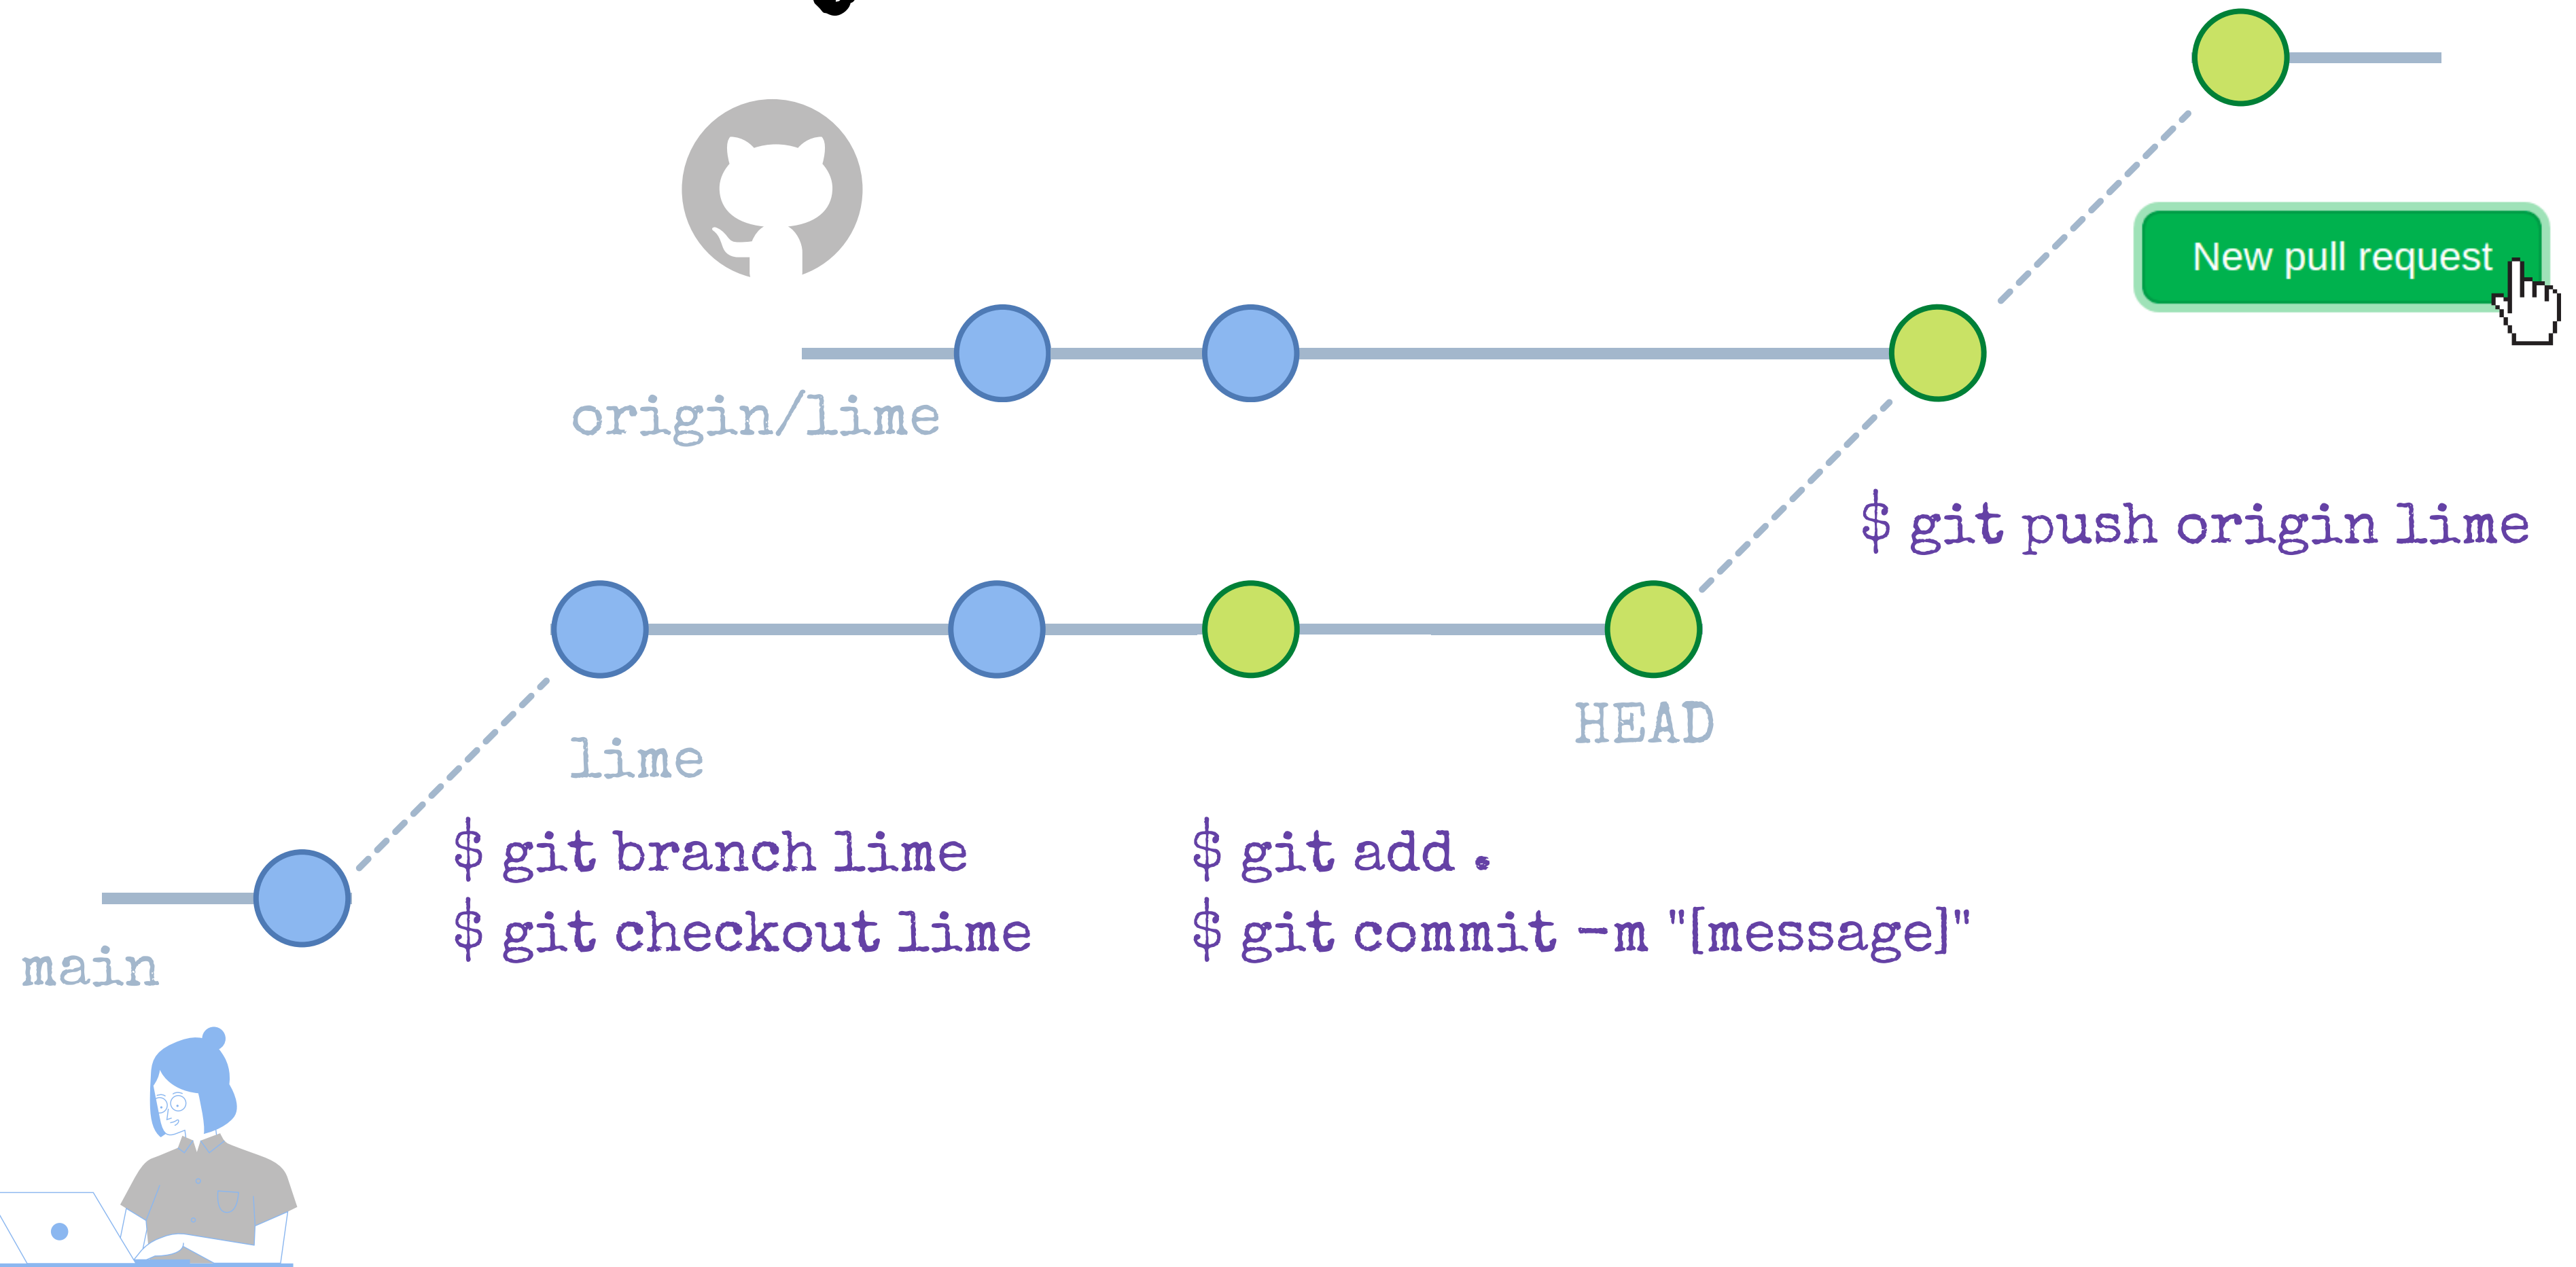 New pull request
origin/lime
$ git push origin lime
HEAD
lime
$ git branch lime
$ git checkout lime
$ git add .
$ git commit -m "[message]"
main